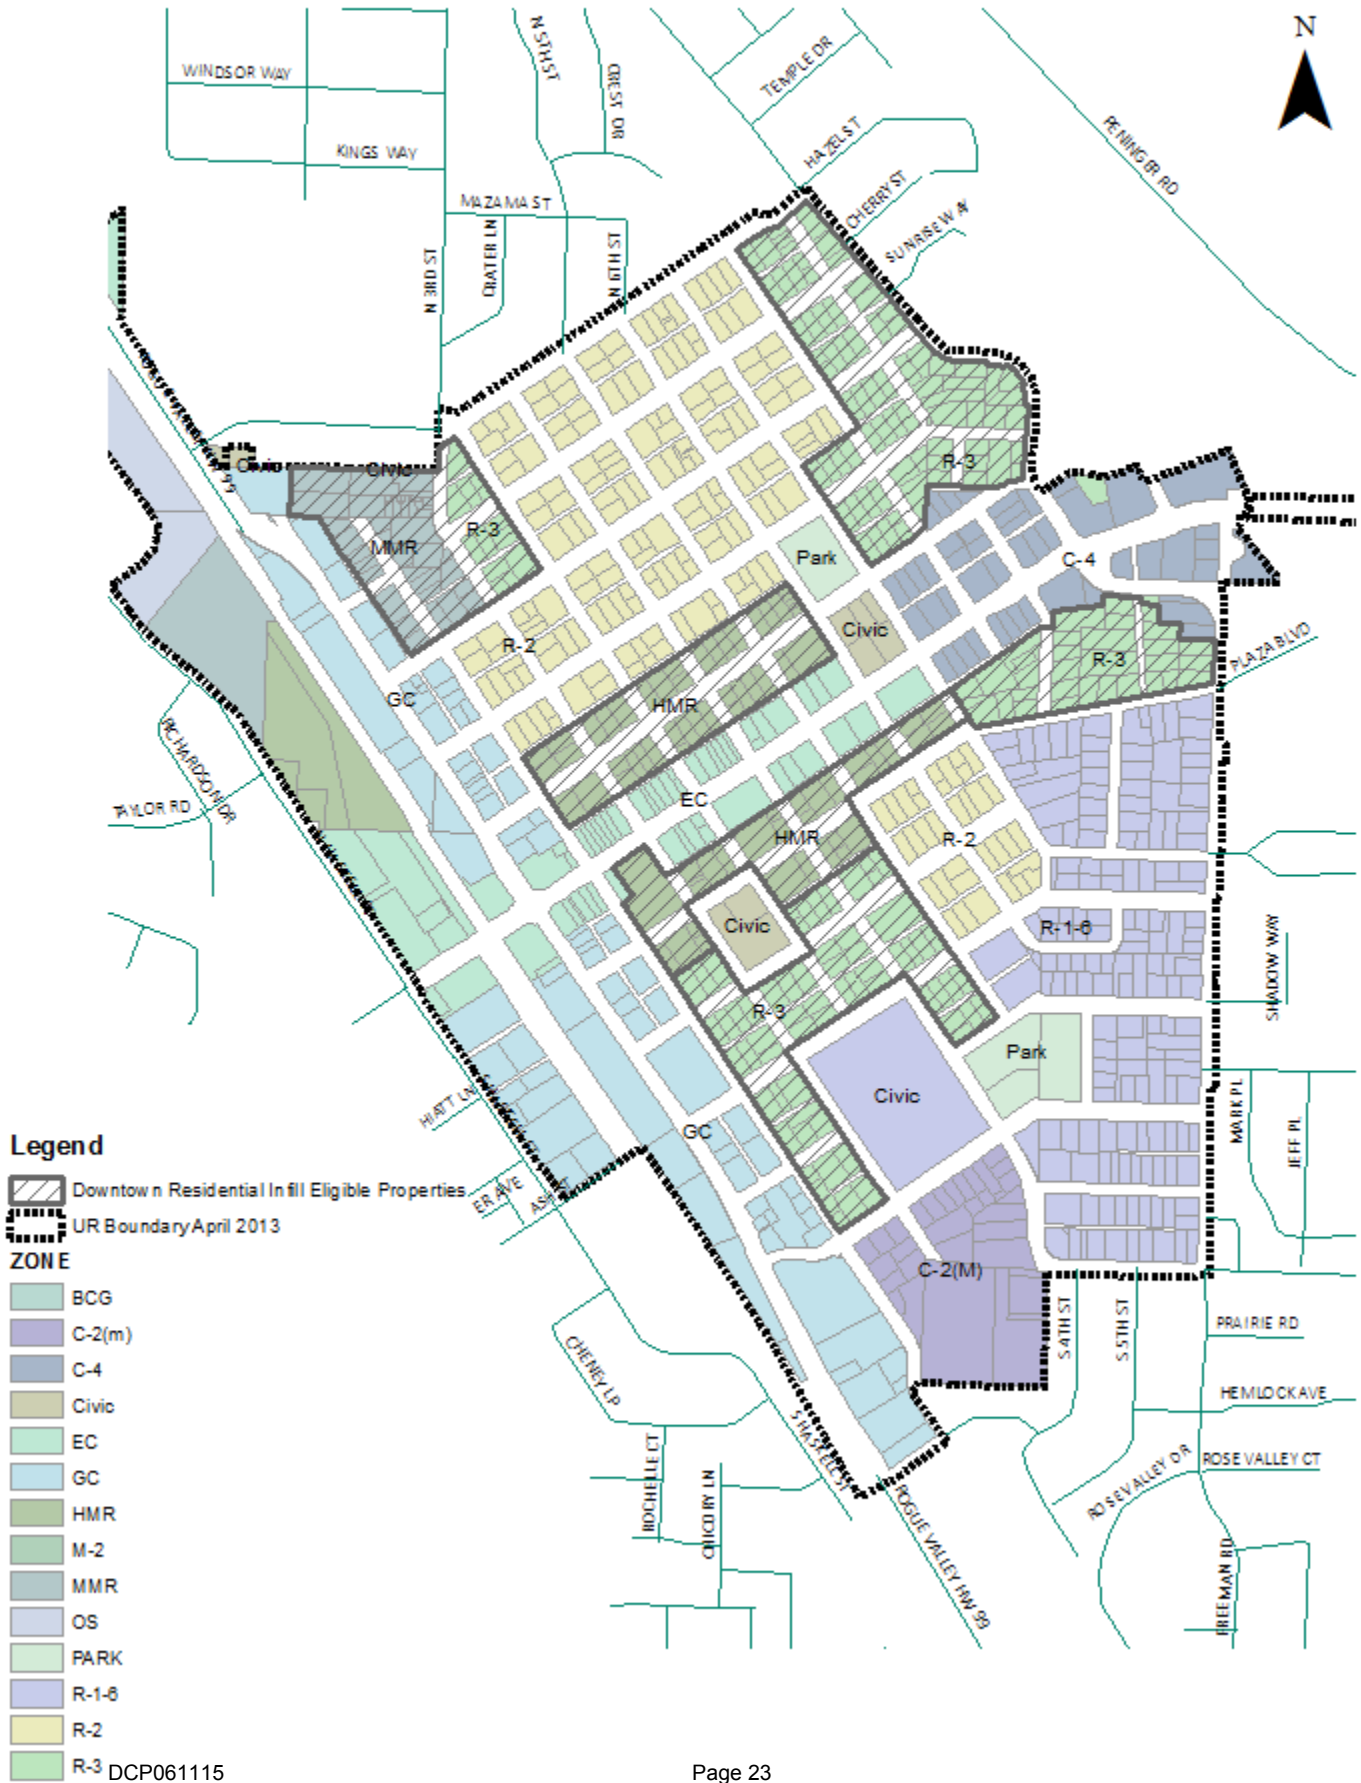 N
WINDSOR WAY
N 5TH ST
CREST DR
TEMPLE DR
PENINGER RD
KINGS WAY
HAZEL ST
MAZAMA ST
CHERRY ST
SUNRISE WAY
N 3RD ST
CRATER LN
N 6TH ST
Civic
Civic
R-3
R-3
MMR
Park
C-4
Civic
R-2
R-3
PLAZA BLVD
GC
HMR
RICHARDSON DR
TAYLOR RD
EC
HMR
R-2
Civic
R-1-6
SHADOW WAY
R-3
Park
Civic
HIATT LN
GC
MARK PL
JEFF PL
Legend
Downtown Residential Infill Eligible Properties
ER AVE
ASH ST
UR Boundary April 2013
ZONE
BCG
C-2(M)
C-2(m)
S 4TH ST
S 5TH ST
PRAIRIE RD
C-4
CHENEY LP
HEMLOCK AVE
Civic
S HASKELL ST
EC
ROCHELLE CT
CHICORY LN
ROSE VALLEY DR
ROSE VALLEY CT
GC
ROGUE VALLEY HW 99
HMR
M-2
FREEMAN RD
MMR
OS
PARK
R-1-6
R-2
R-3
DCP061115
Page 23